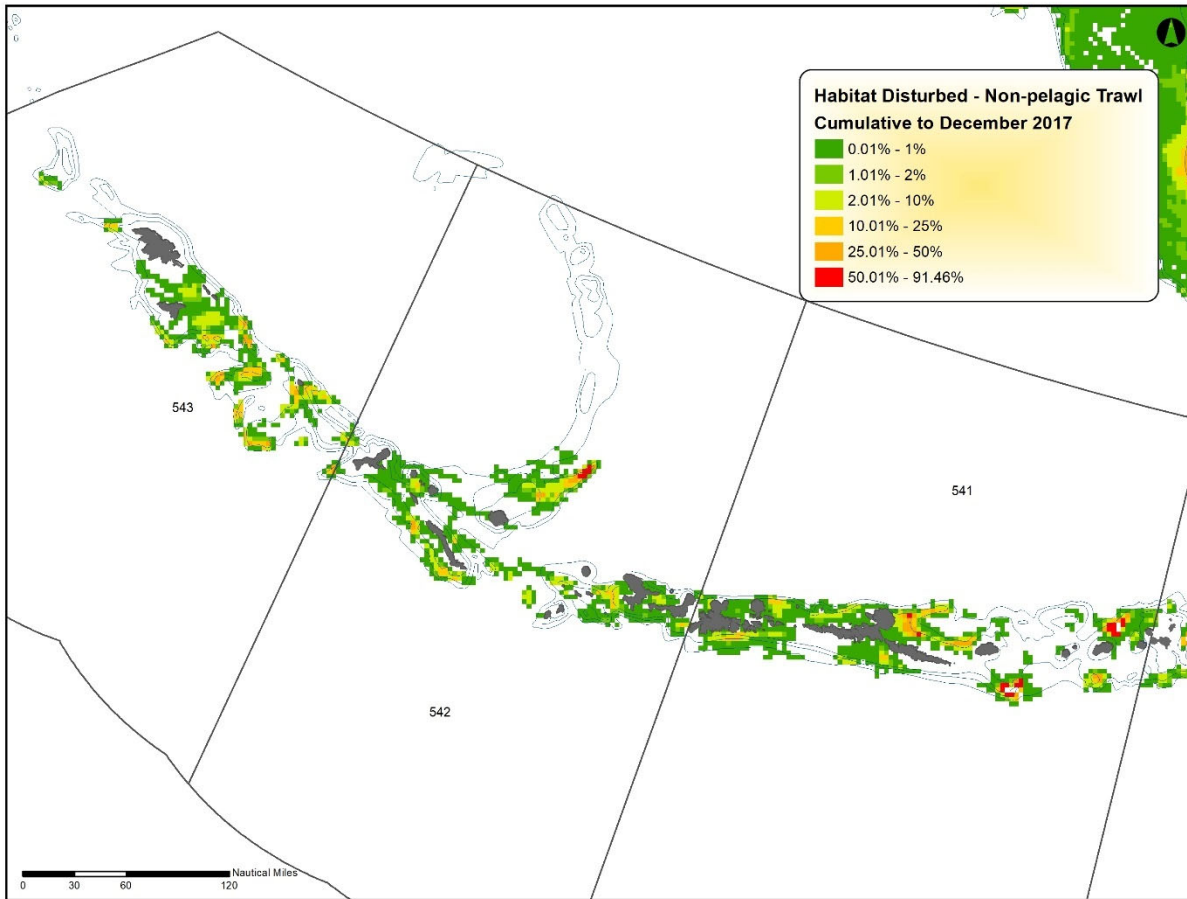 Habitat Disturbed - Non-pelagic Trawl
Cumulative to December 2017
0.01% - 1%
1.01% - 2%
2.01% - 10%
10.01% - 25%
25.01% - 50%
50.01% - 91.46%
543
541
542
Nautical Miles
0 30 60 120